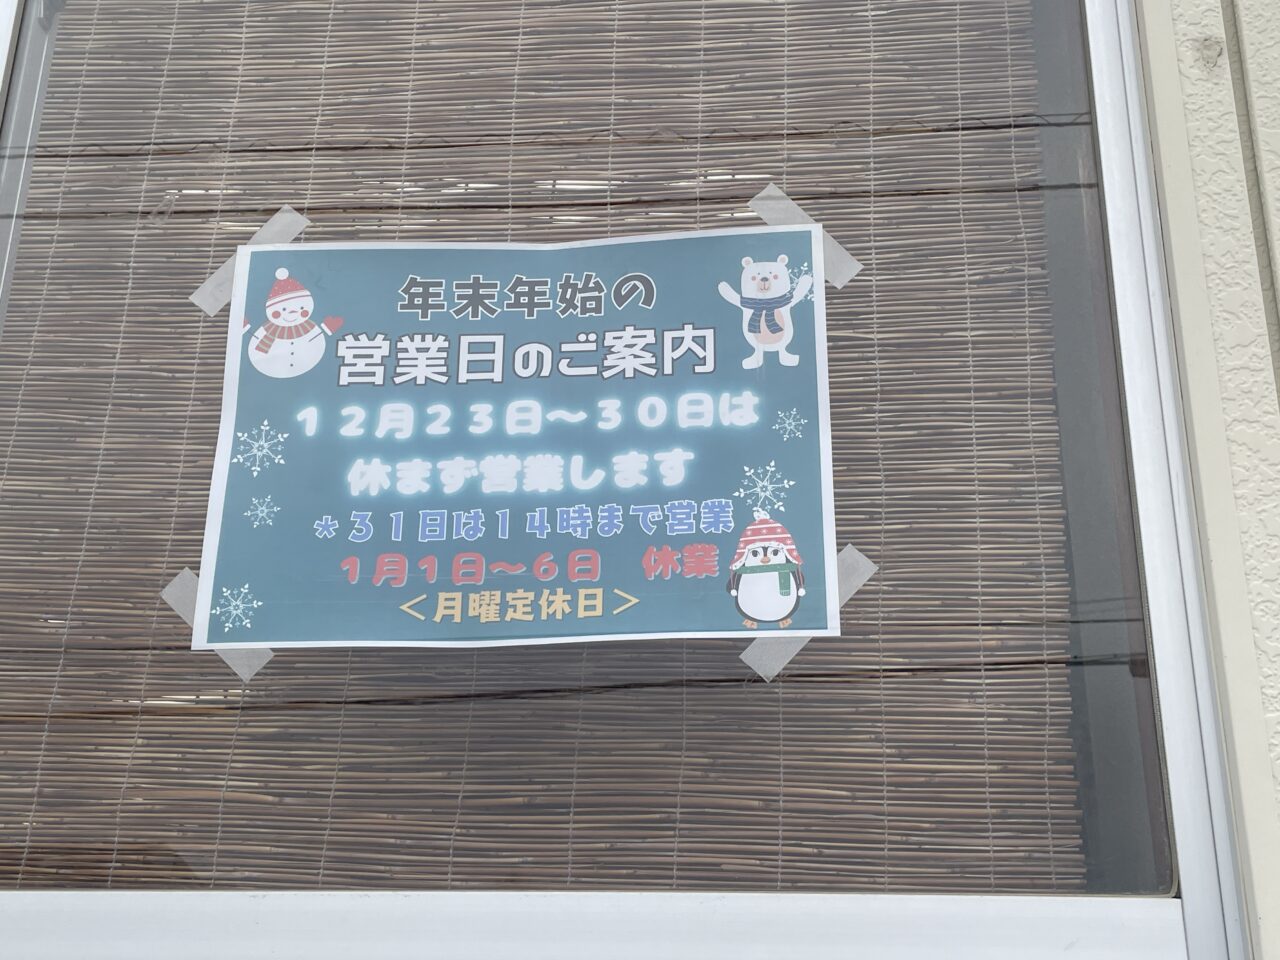 年末年始の
営業日のご案内
１２月２３日～３０日は
休まず営業します
＊３１日は１４時まで営業
１月１日～６日　休業
＜月曜定休日＞